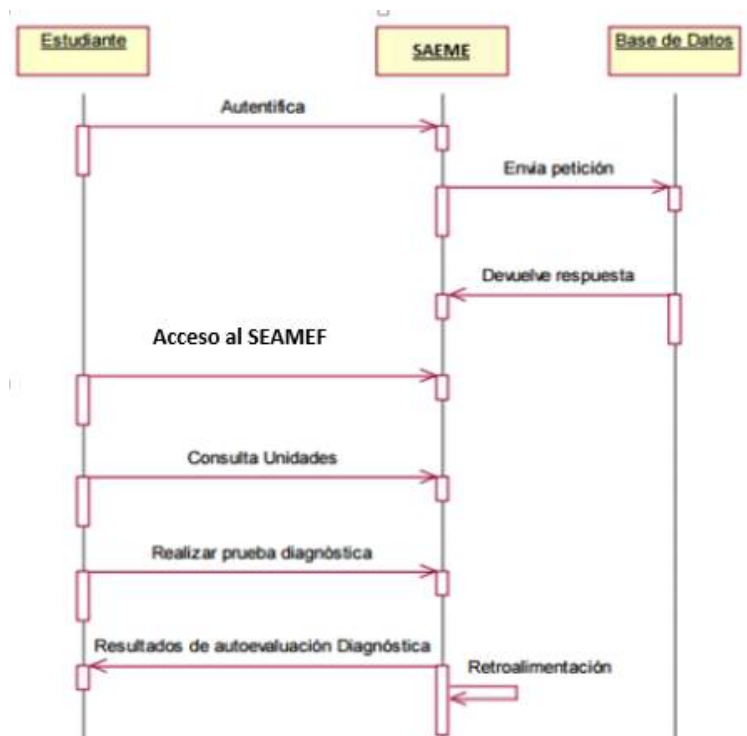 Estudiante
SAEME
Base de Datos
Autentifica
Envia petición
Devuelve respuesta
Acceso al SEAMEF
Consulta Unidades
Realizar prueba diagnòstica
Resultados de autoevaluación Diagnóstica
Retroalimentación